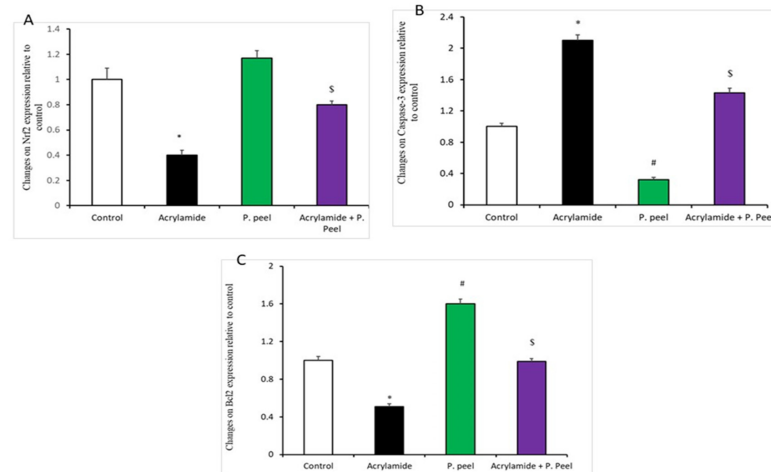 A
Changes on Nrf2 expression relative to
control
1.4
1.2
1
0.8
0.6
0.4
0.2
0
*
$
Control
Acrylamide
P. peel
Acrylamide + P.
Peel
B
Changes on Caspase-3 expression relative
to control
2.4
2
1.6
1.2
0.8
0.4
0
*
#
$
Control
Acrylamide
P. peel
Acrylamide + P. Peel
C
Changes on Bcl2 expression relative to control
2
1.6
1.2
0.8
0.4
0
*
#
$
Control
Acrylamide
P. peel
Acrylamide + P. Peel